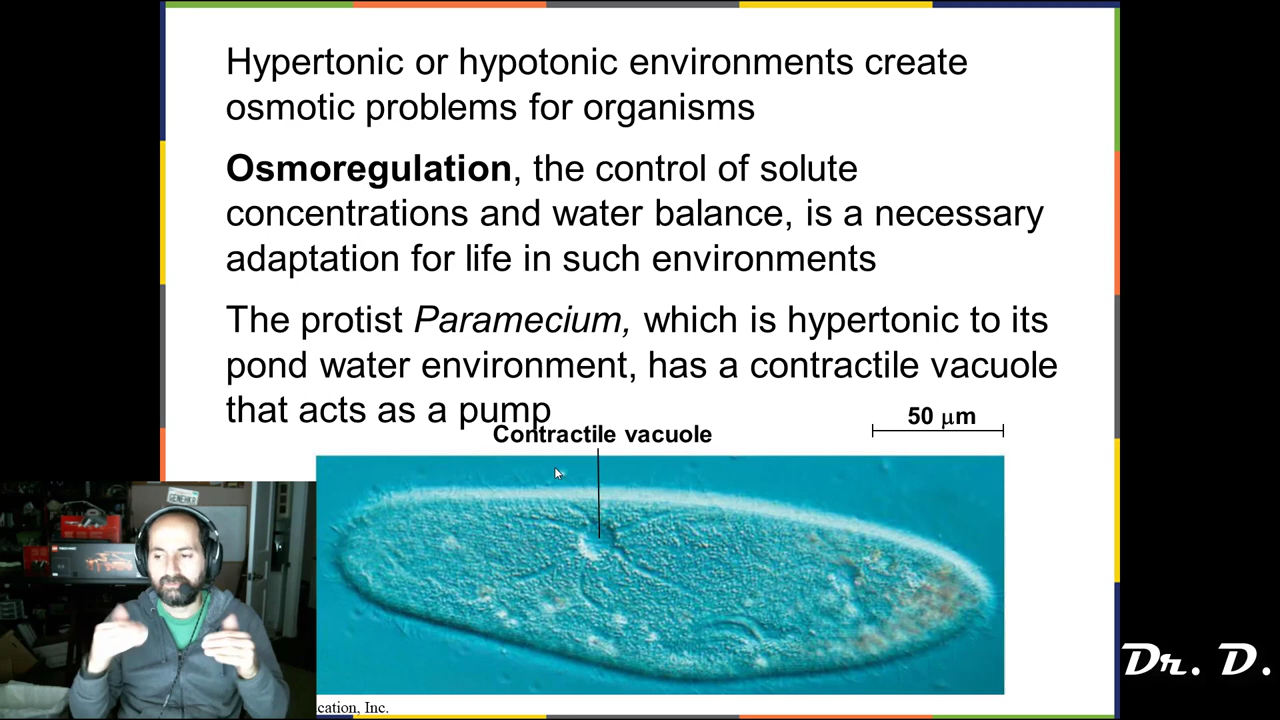 Hypertonic or hypotonic environments create
osmotic problems for organisms
Osmoregulation, the control of solute
concentrations and water balance, is a necessary
adaptation for life in such environments
The protist Paramecium, which is hypertonic to its
pond water environment, has a contractile vacuole
that acts as a pump
50 µm
Contractile vacuole
GENEHKR
Dr. D.
cation, Inc.